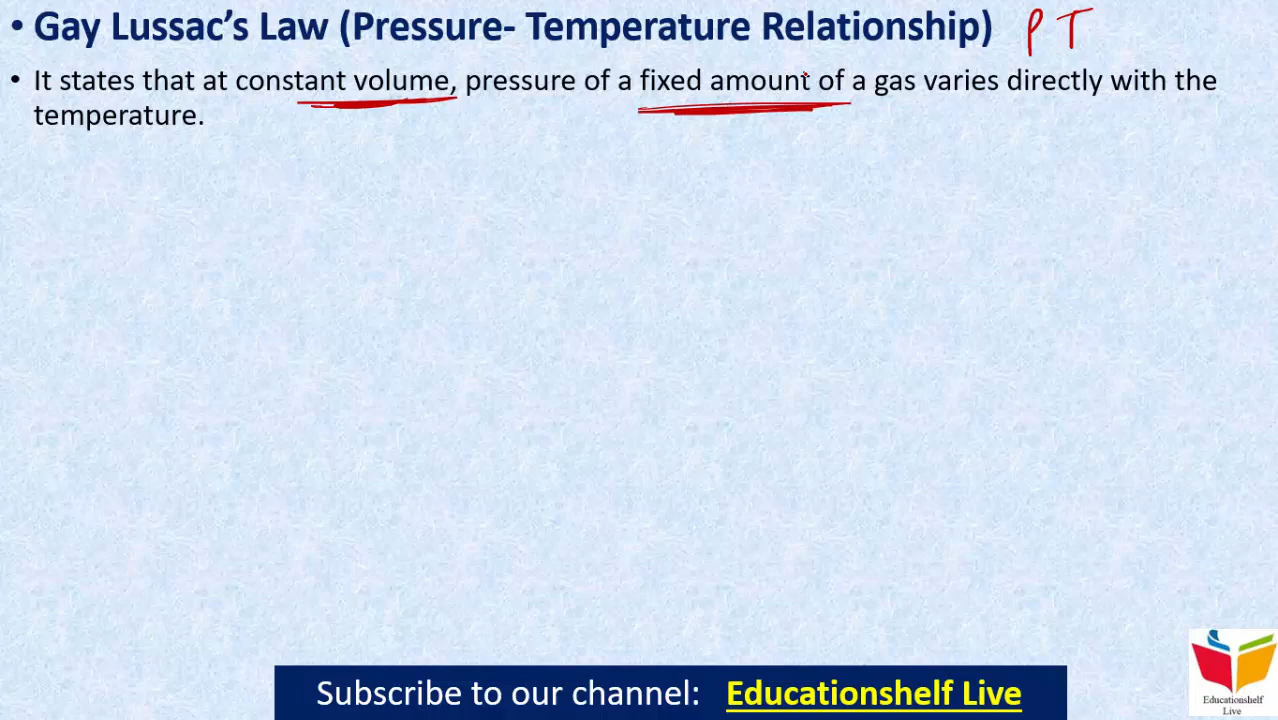 • Gay Lussac’s Law (Pressure- Temperature Relationship) P T
• It states that at constant volume, pressure of a fixed amount of a gas varies directly with the
temperature.
Subscribe to our channel: Educationshelf Live
Educationshelf
Live